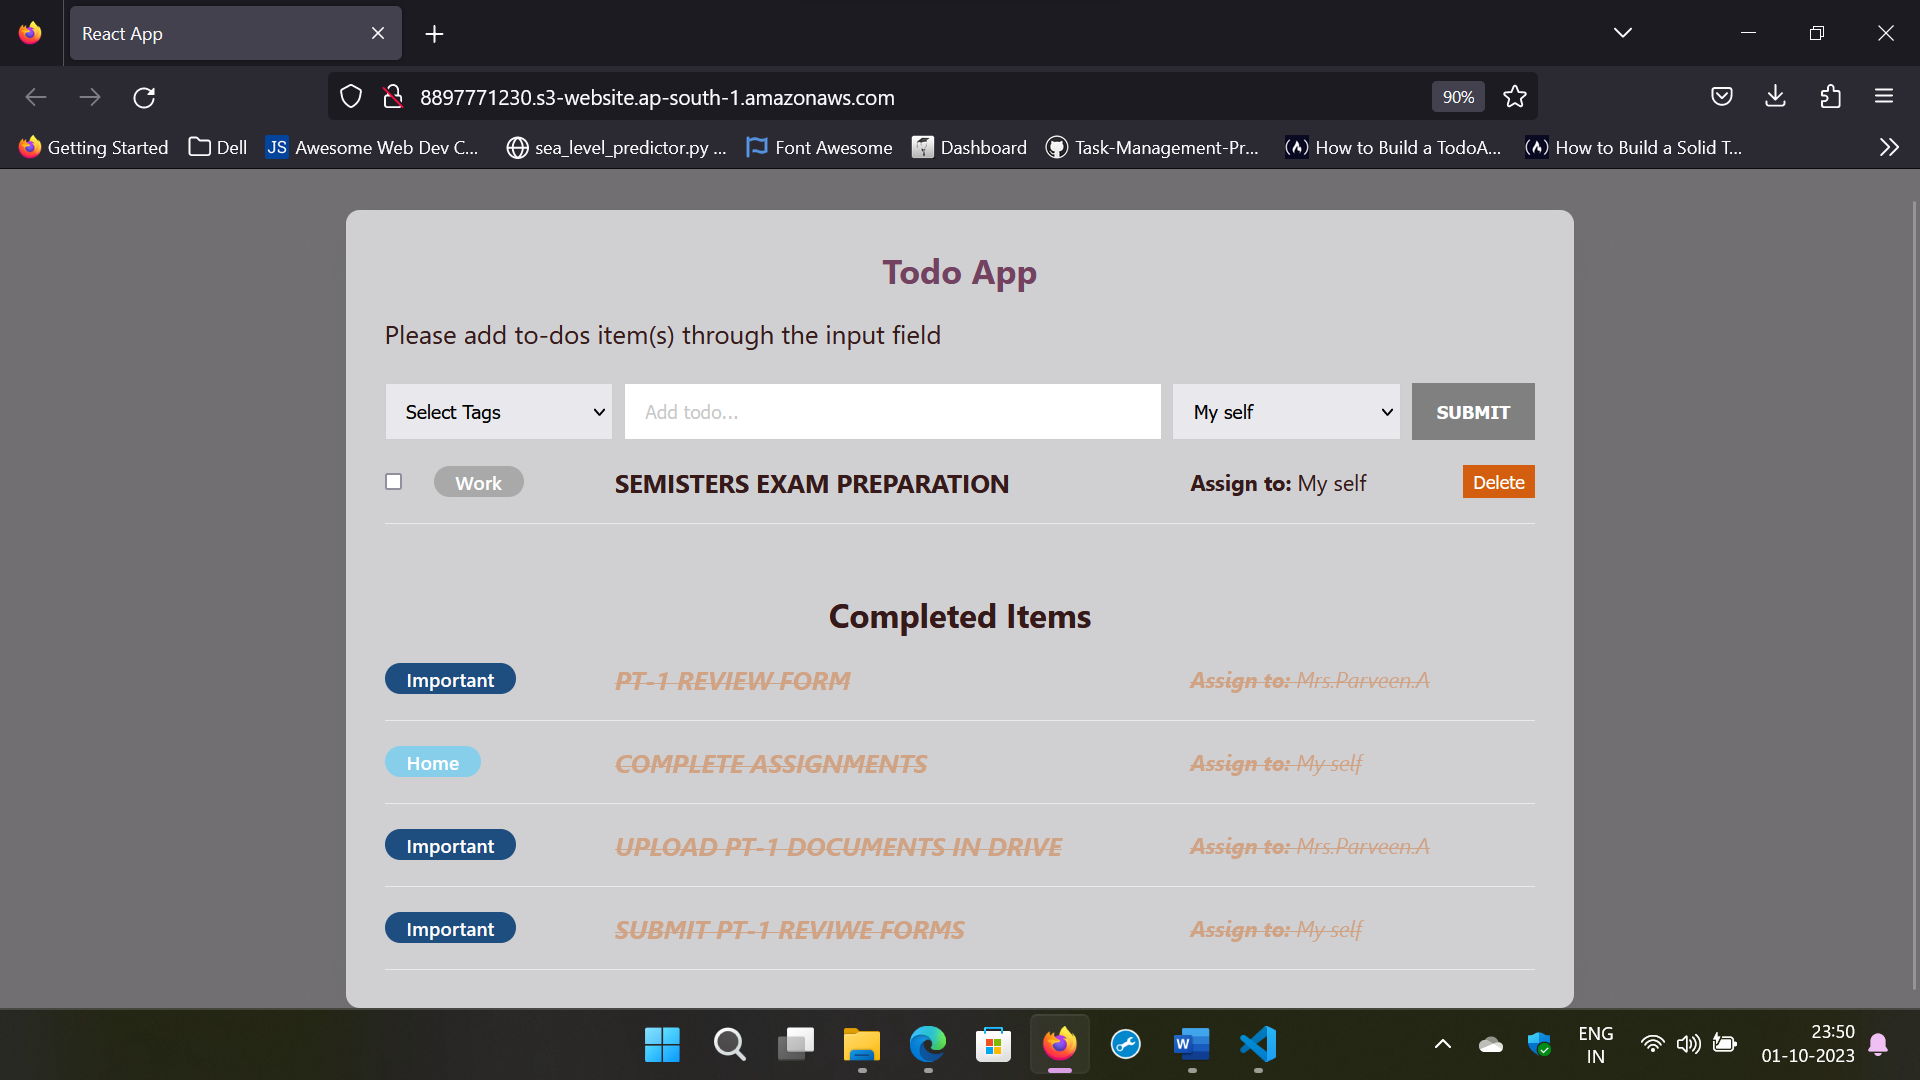 React App
8897771230.s3-website.ap-south-1.amazonaws.com
90%
Getting Started
Dell
JS Awesome Web Dev C...
sea_level_predictor.py ...
Font Awesome
Dashboard
Task-Management-Pr...
How to Build a TodoA...
How to Build a Solid T...
Todo App
Please add to-dos item(s) through the input field
Select Tags
Add todo...
My self
SUBMIT
Work SEMISTERS EXAM PREPARATION Assign to: My self Delete
Completed Items
Important PT-1 REVIEW FORM Assign to: Mrs.Parveen.A
Home COMPLETE ASSIGNMENTS Assign to: My self
Important UPLOAD PT-1 DOCUMENTS IN DRIVE Assign to: Mrs.Parveen.A
Important SUBMIT PT-1 REVIWE FORMS Assign to: My self
W
ENG
IN
23:50
01-10-2023